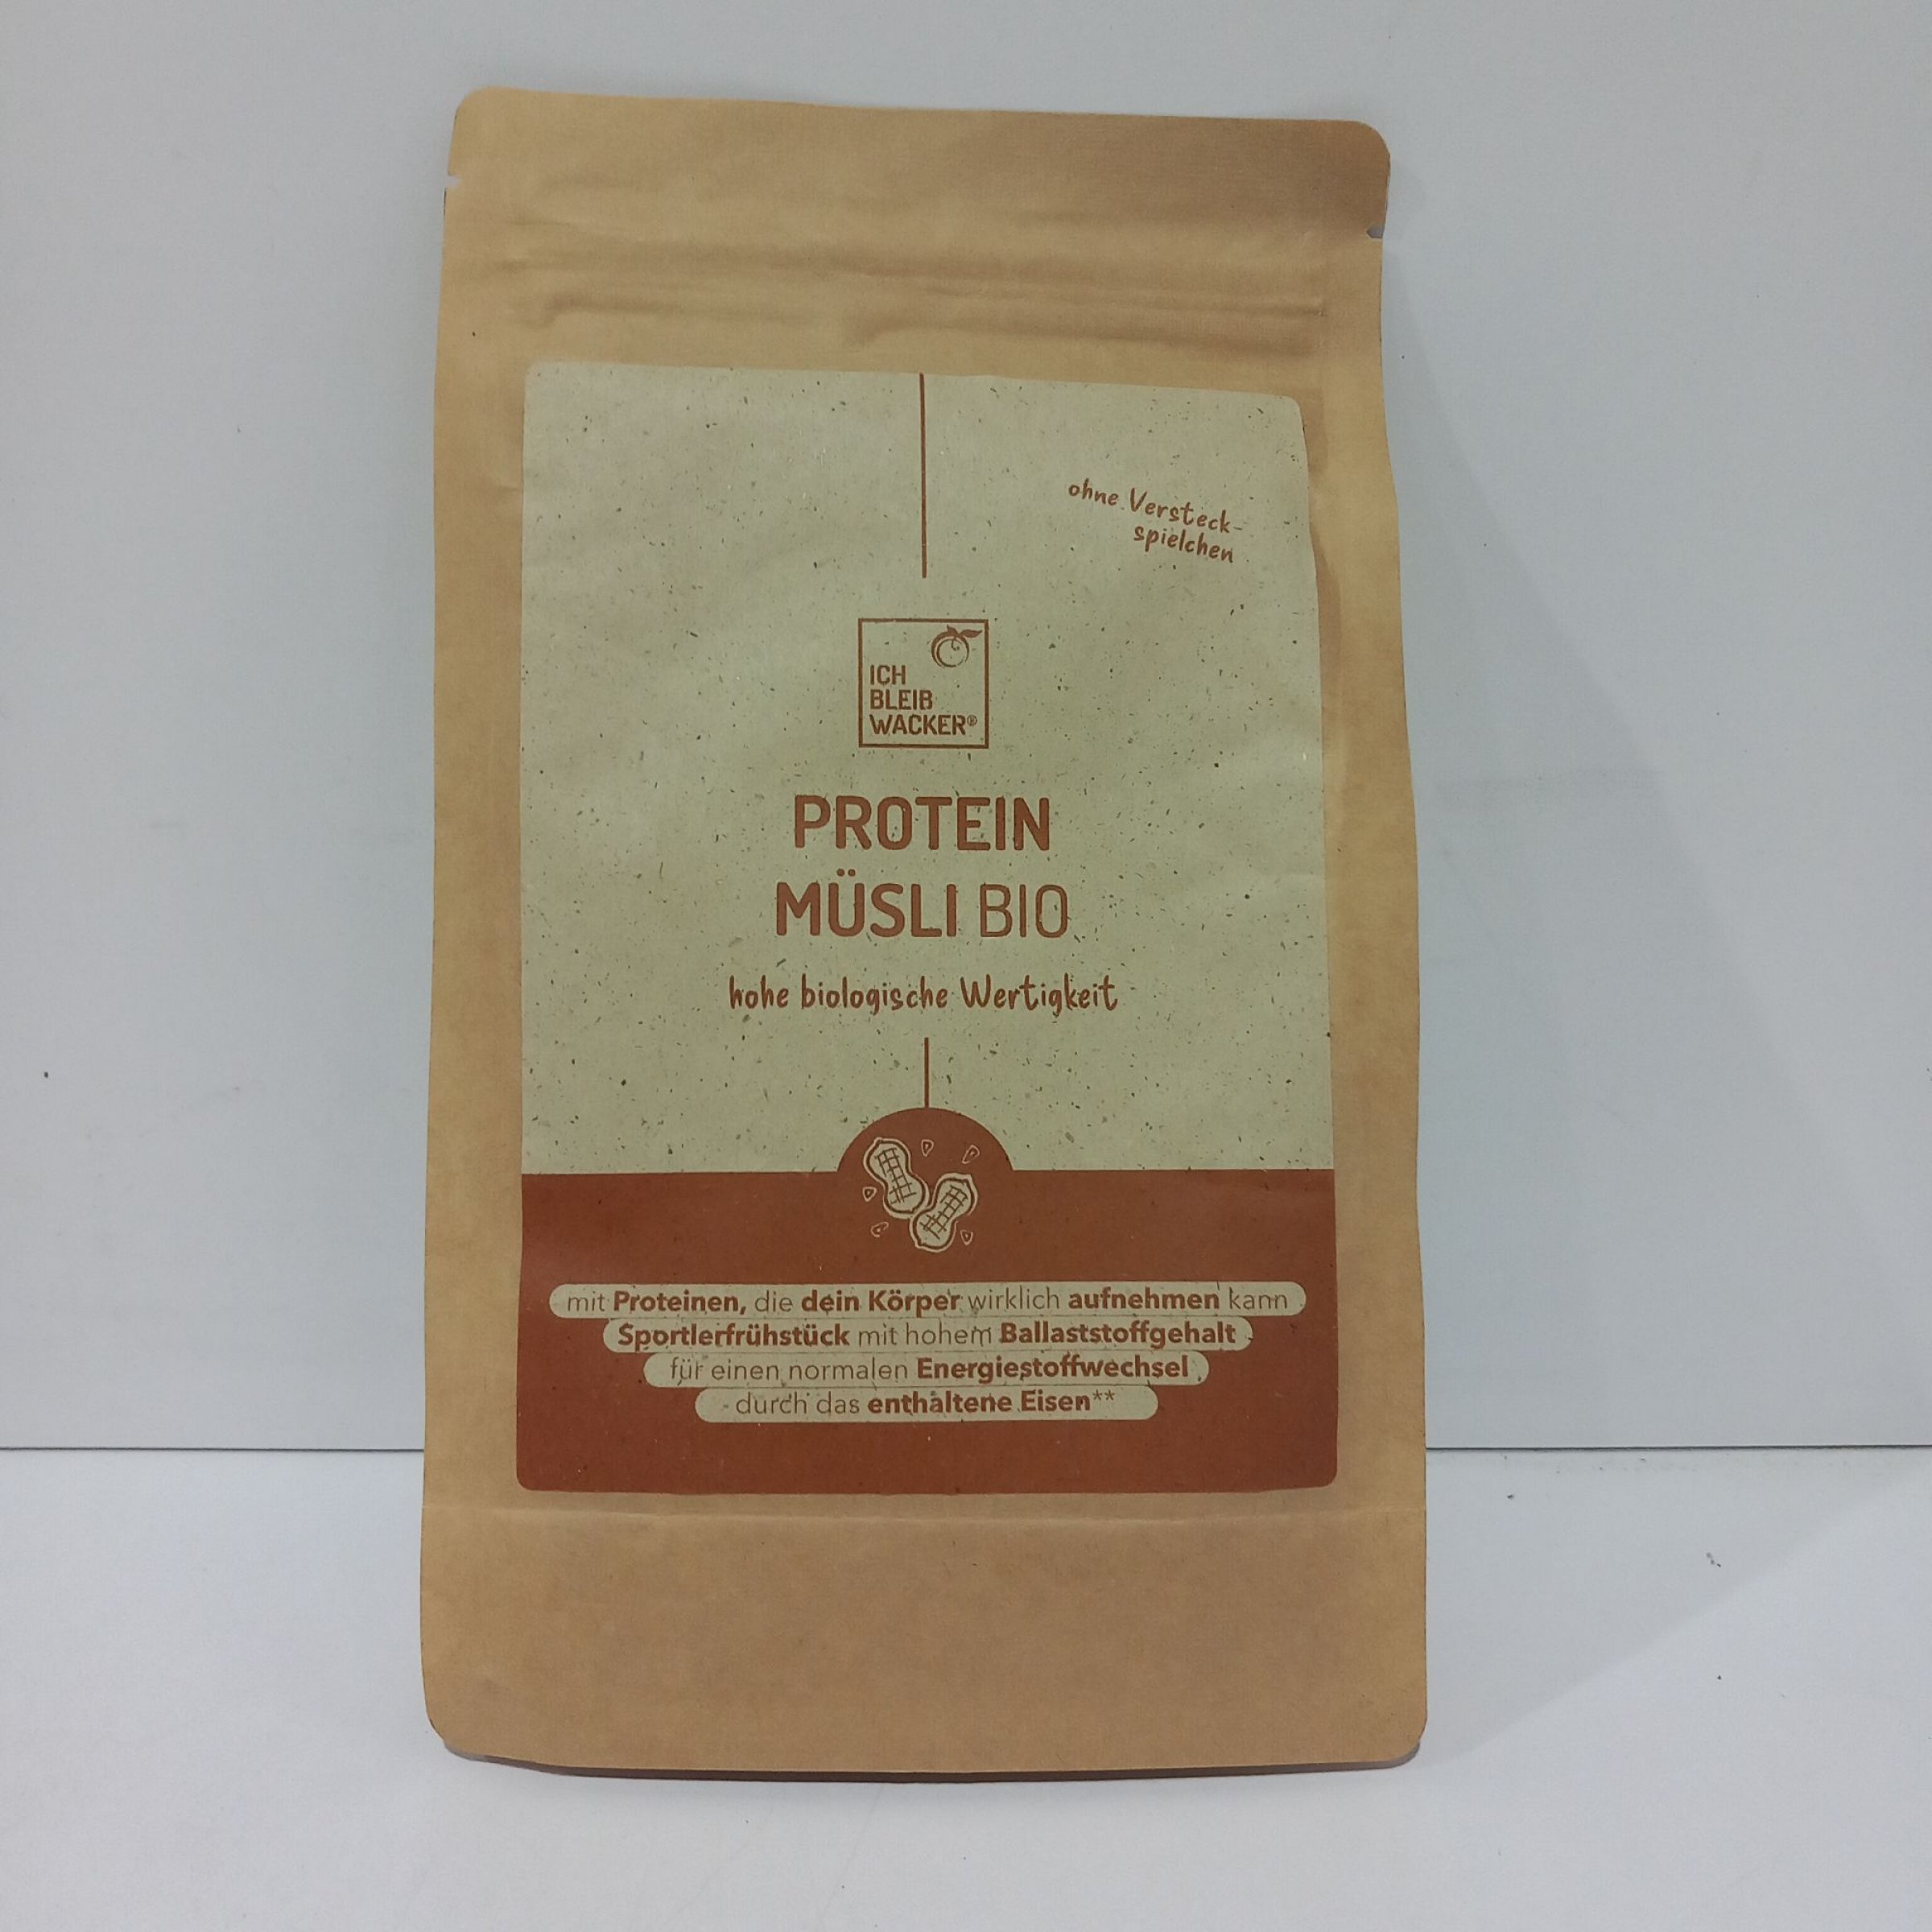 ohne Versteck-
spielchen
ICH
BLEIB
WACKER®
PROTEIN
MÜSLI BIO
hohe biologische Wertigkeit
mit Proteinen, die dein Körper wirklich aufnehmen kann
Sportlerfrühstück mit hohem Ballaststoffgehalt
für einen normalen Energiestoffwechsel
durch das enthaltene Eisen**